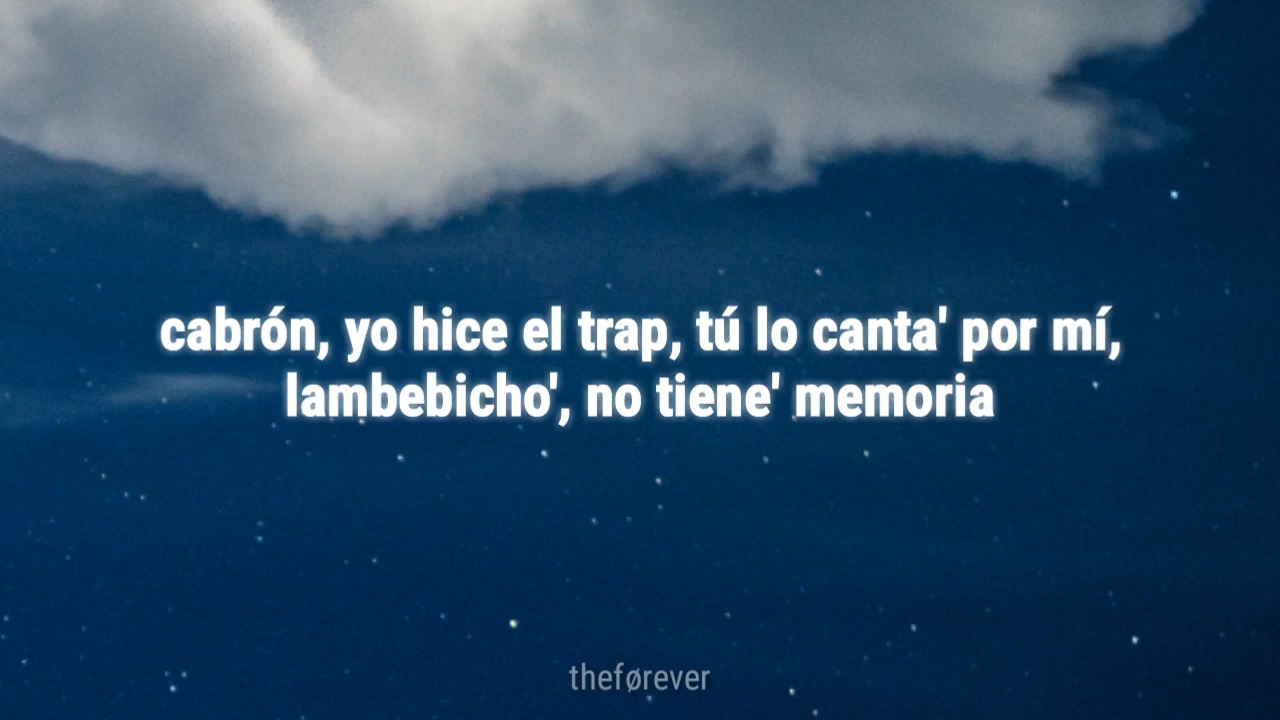 cabrón, yo hice el trap, tú lo canta' por mí,
lambebicho', no tiene' memoria
theførever